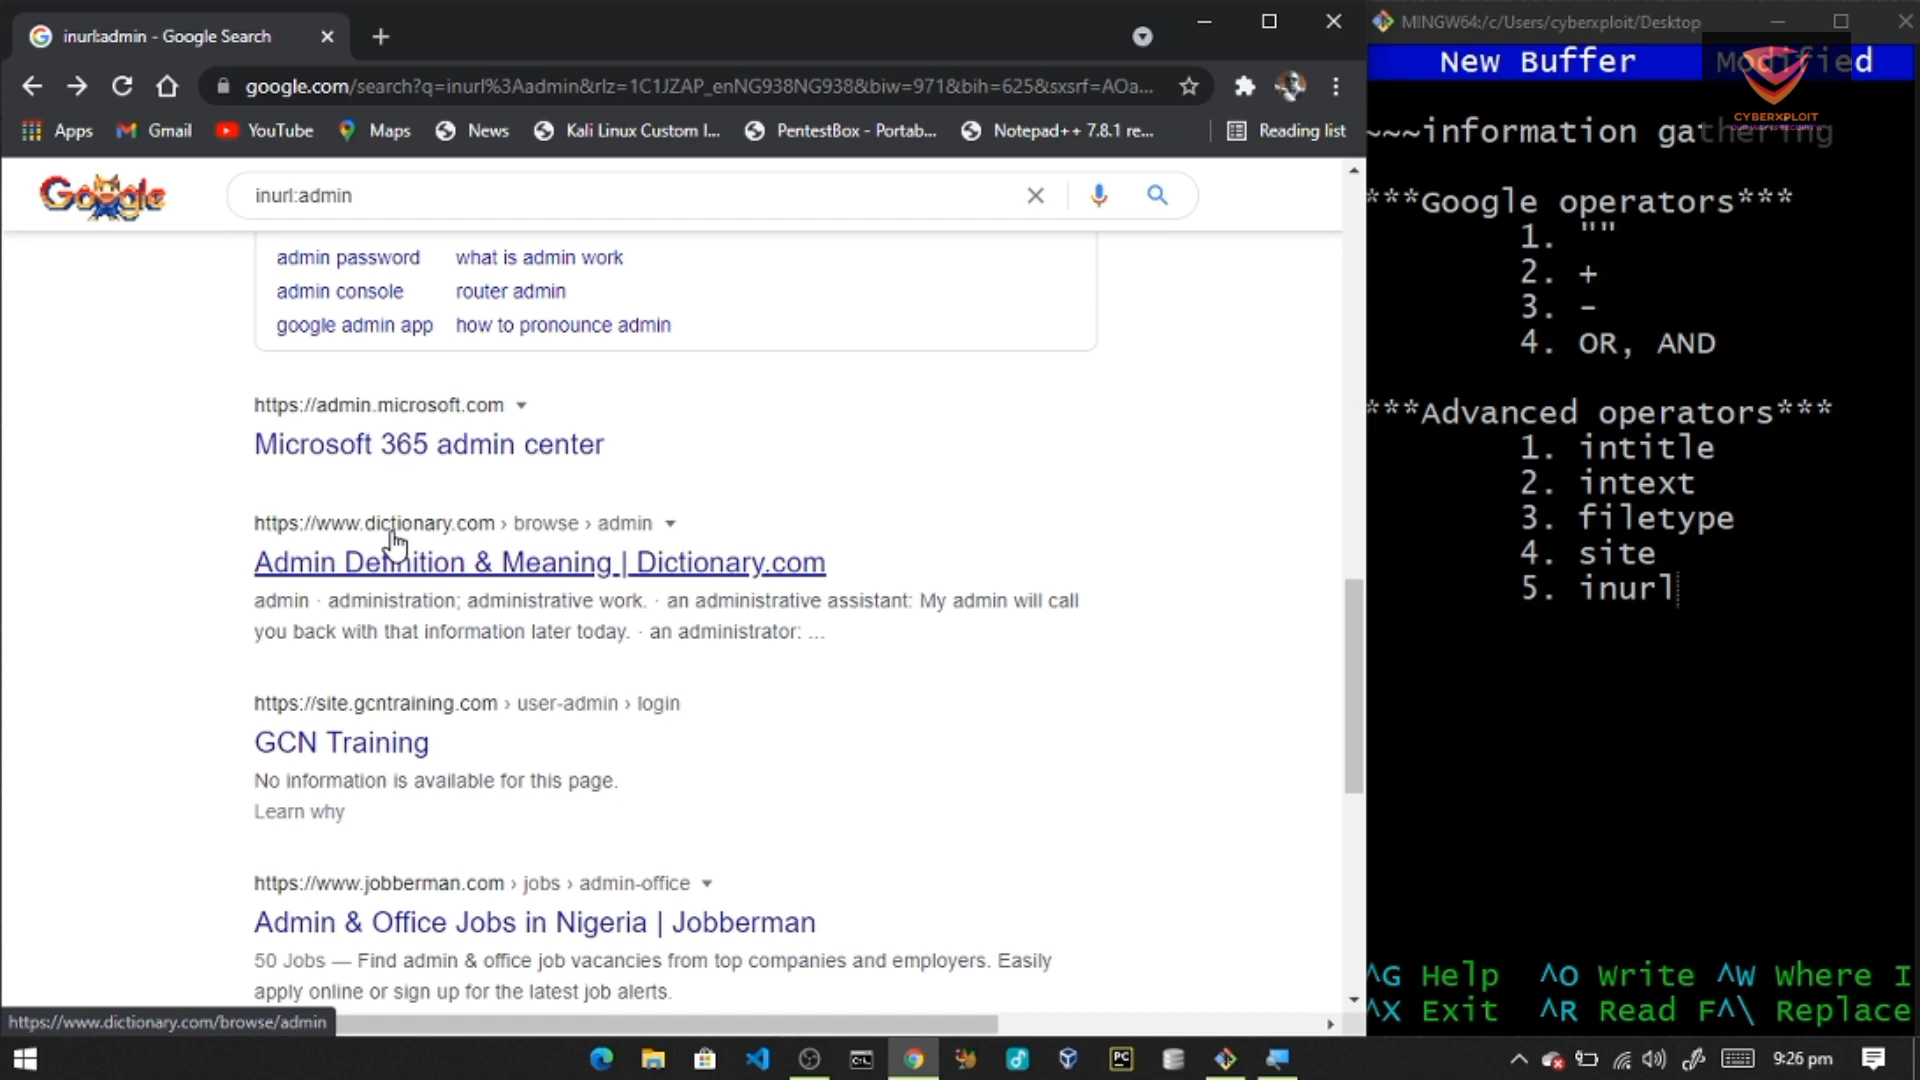 inurl:admin - Google Search
google.com/search?q=inurl%3Aadmin&rlz=1C1JZAP_enNG938NG938&biw=971&bih=625&sxsrf=AOa...
Apps
Gmail
YouTube
Maps
News
Kali Linux Custom I...
PentestBox - Portab...
Notepad++ 7.8.1 re...
Reading list
Google
inurl:admin
admin password
what is admin work
admin console
router admin
google admin app
how to pronounce admin
https://admin.microsoft.com
Microsoft 365 admin center
https://www.dictionary.com › browse › admin
Admin Definition & Meaning | Dictionary.com
admin · administration; administrative work. · an administrative assistant: My admin will call
you back with that information later today. · an administrator: ...
https://site.gcntraining.com › user-admin › login
GCN Training
No information is available for this page.
Learn why
https://www.jobberman.com › jobs › admin-office
Admin & Office Jobs in Nigeria | Jobberman
50 Jobs — Find admin & office job vacancies from top companies and employers. Easily
apply online or sign up for the latest job alerts.
https://www.dictionary.com/browse/admin
MINGW64:/c/Users/cyberxploit/Desktop
New Buffer Modified
CYBERXPLOIT
OUR WAY IS SECURITY
~~~information gathering
***Google operators***
1. ""
2. +
3. -
4. OR, AND
***Advanced operators***
1. intitle
2. intext
3. filetype
4. site
5. inurl
^G Help ^O Write ^W Where I
^X Exit ^R Read F^\ Replace
PC
9:26 pm